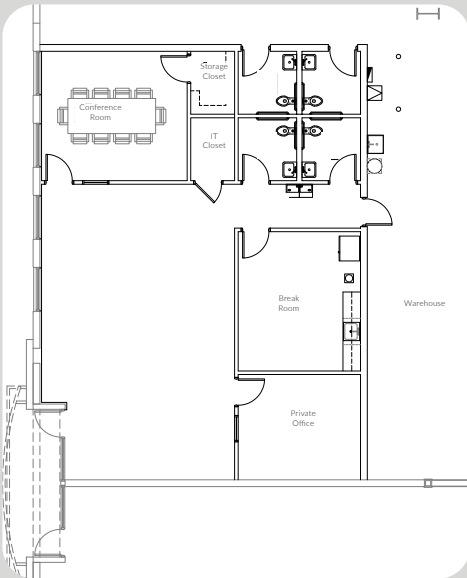 Storage
Closet
Conference
Room
IT
Closet
Break
Room
Warehouse
Private
Office